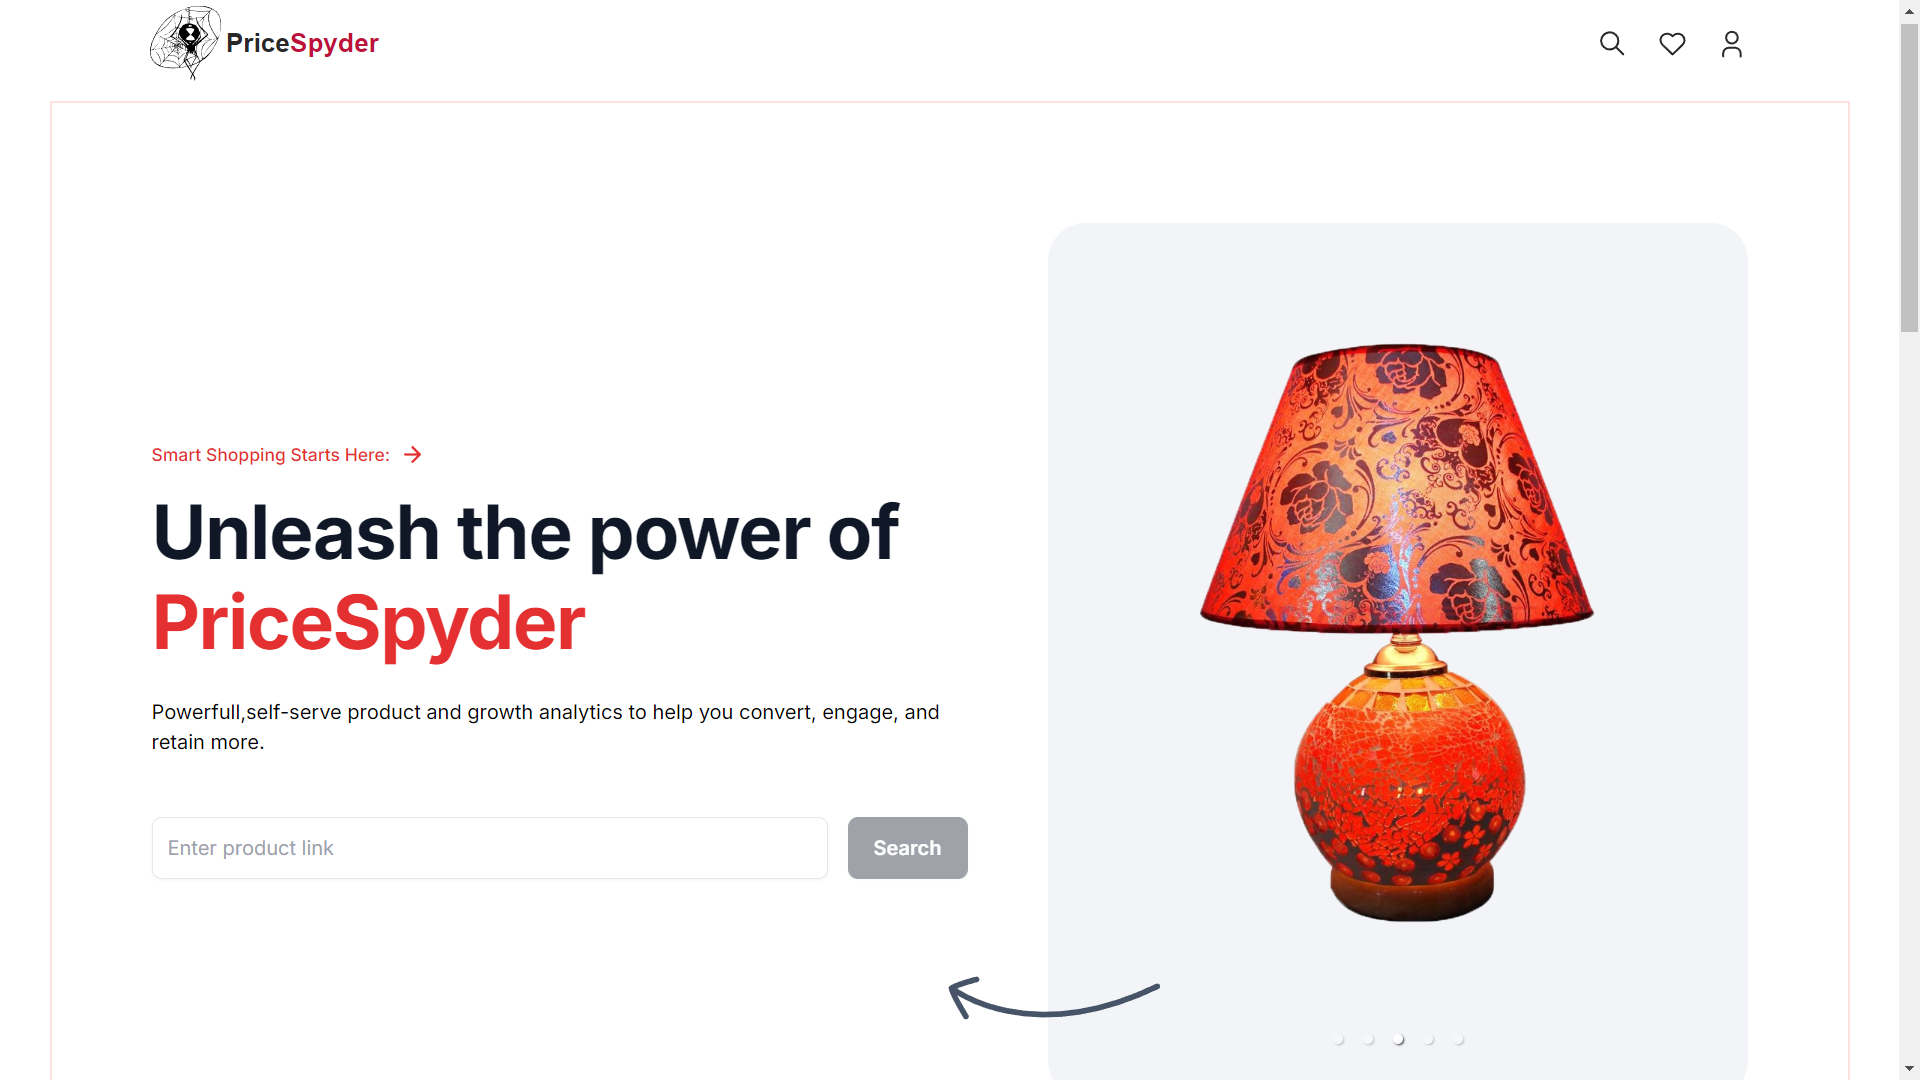 PriceSpyder
Smart Shopping Starts Here:
Unleash the power of
PriceSpyder
Powerfull,self-serve product and growth analytics to help you convert, engage, and
retain more.
Enter product link
Search